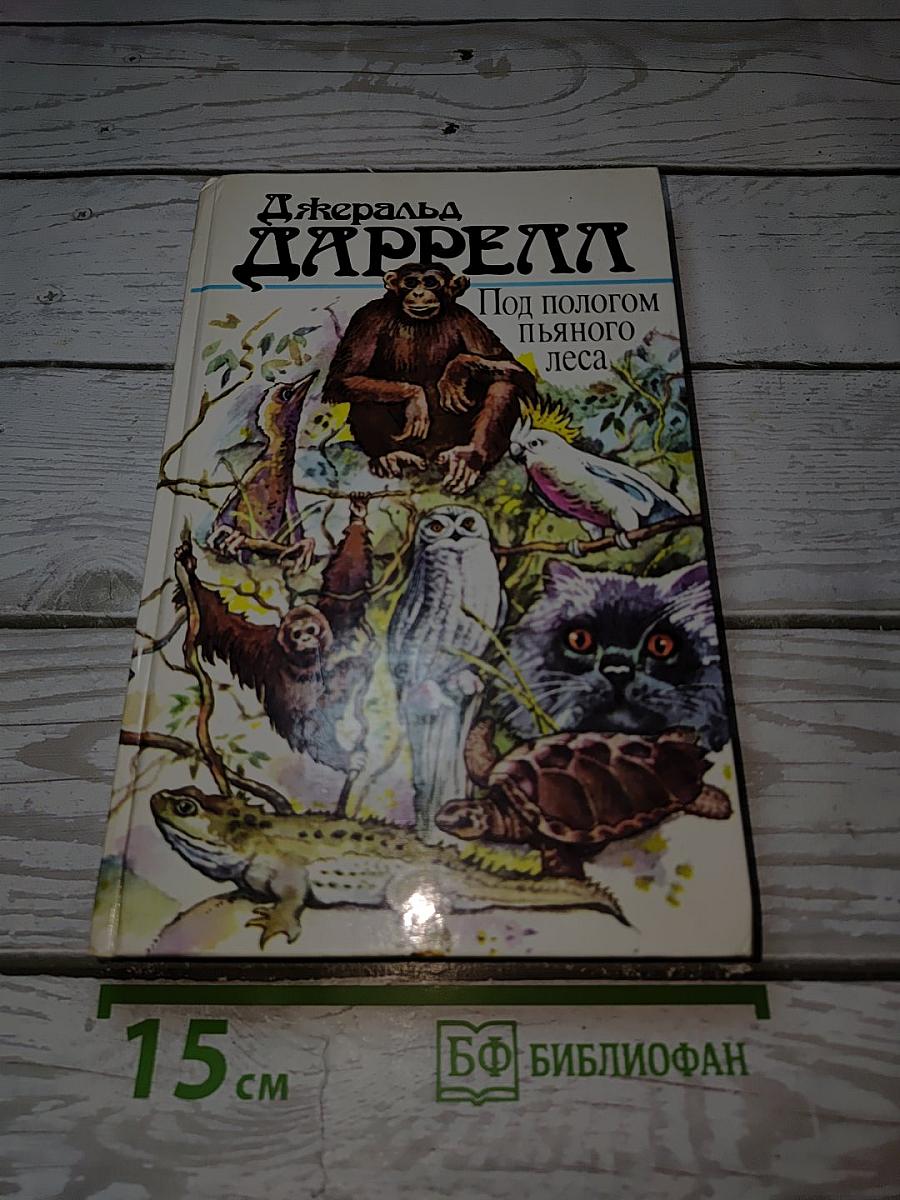 Джеральд
ДАРРЕЛЛ
Под пологом
пьяного
леса
15 см
БФ БИБЛИОФАН